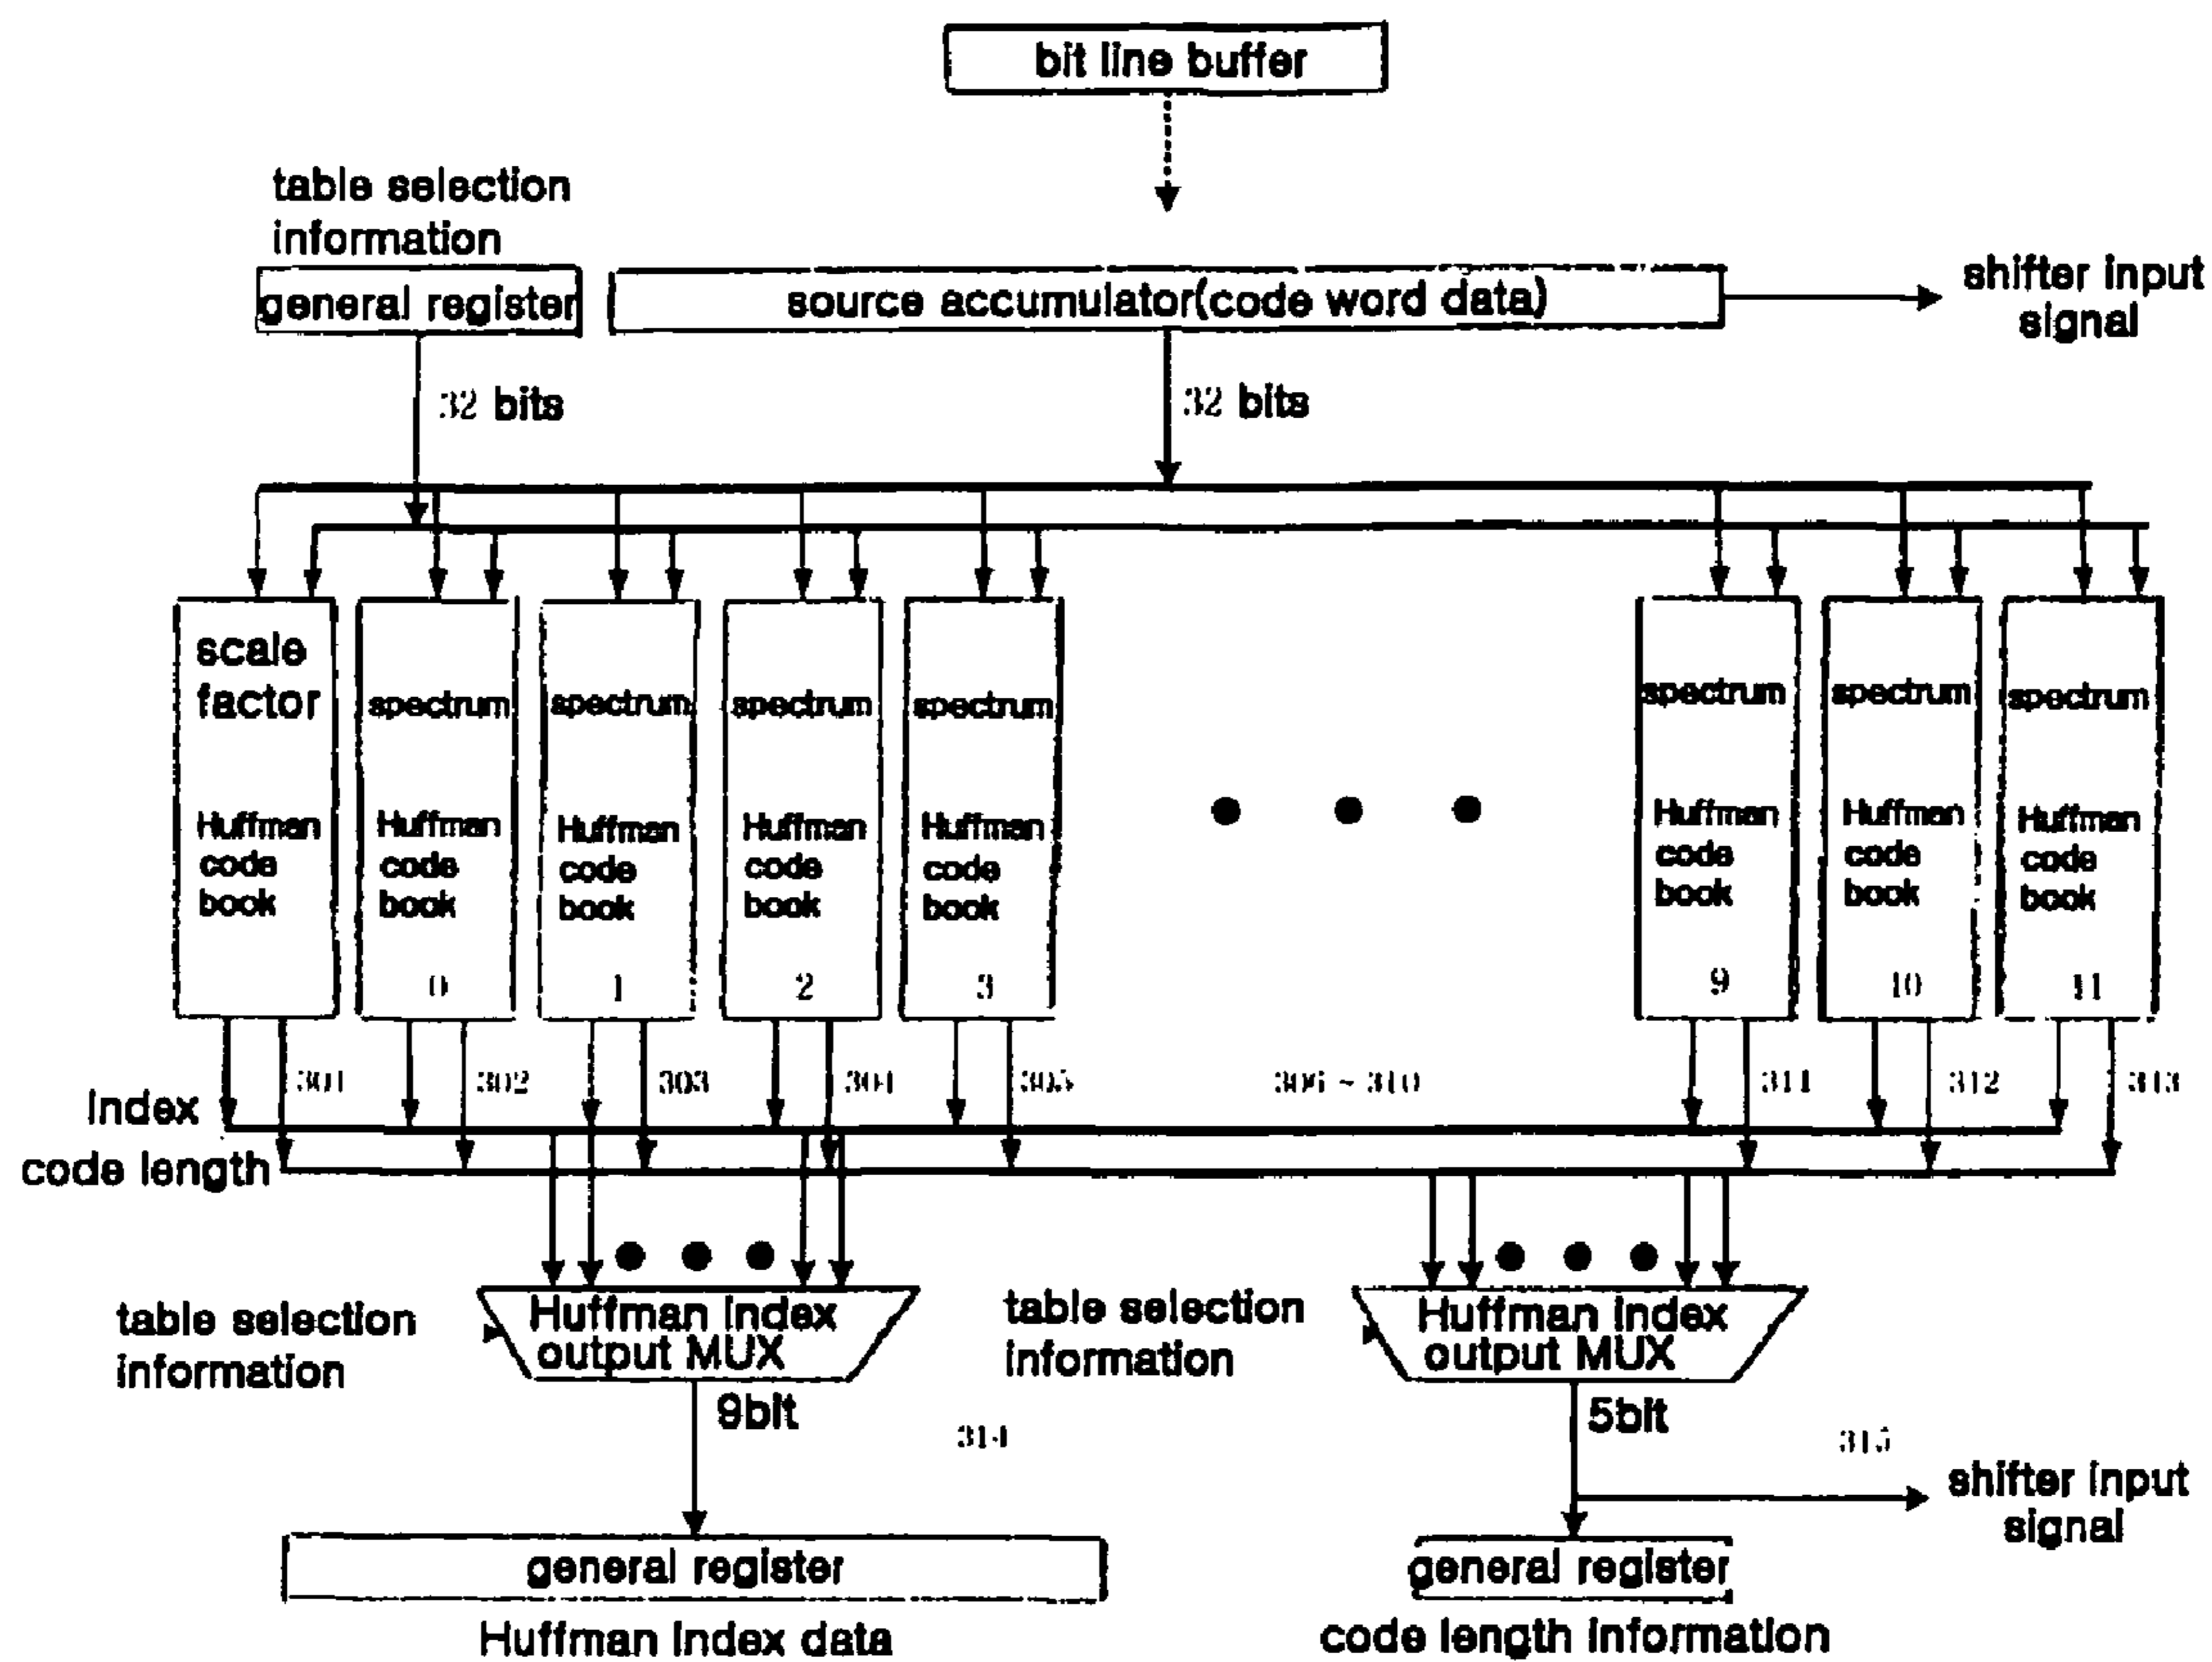 bit line buffer
table selection
information
general register
source accumulator(code word data)
shifter input
signal
32 bits
32 bits
scale
factor
Huffman
code
book
spectrum
Huffman
code
book
0
spectrum
Huffman
code
book
1
spectrum
Huffman
code
book
2
spectrum
Huffman
code
book
3
spectrum
Huffman
code
book
9
spectrum
Huffman
code
book
10
spectrum
Huffman
code
book
11
301
302
303
304
305
306 ~ 310
311
312
313
Index
code length
table selection
information
Huffman Index
output MUX
table selection
information
Huffman Index
output MUX
9bit
314
5bit
315
shifter input
signal
general register
Huffman Index data
general register
code length information